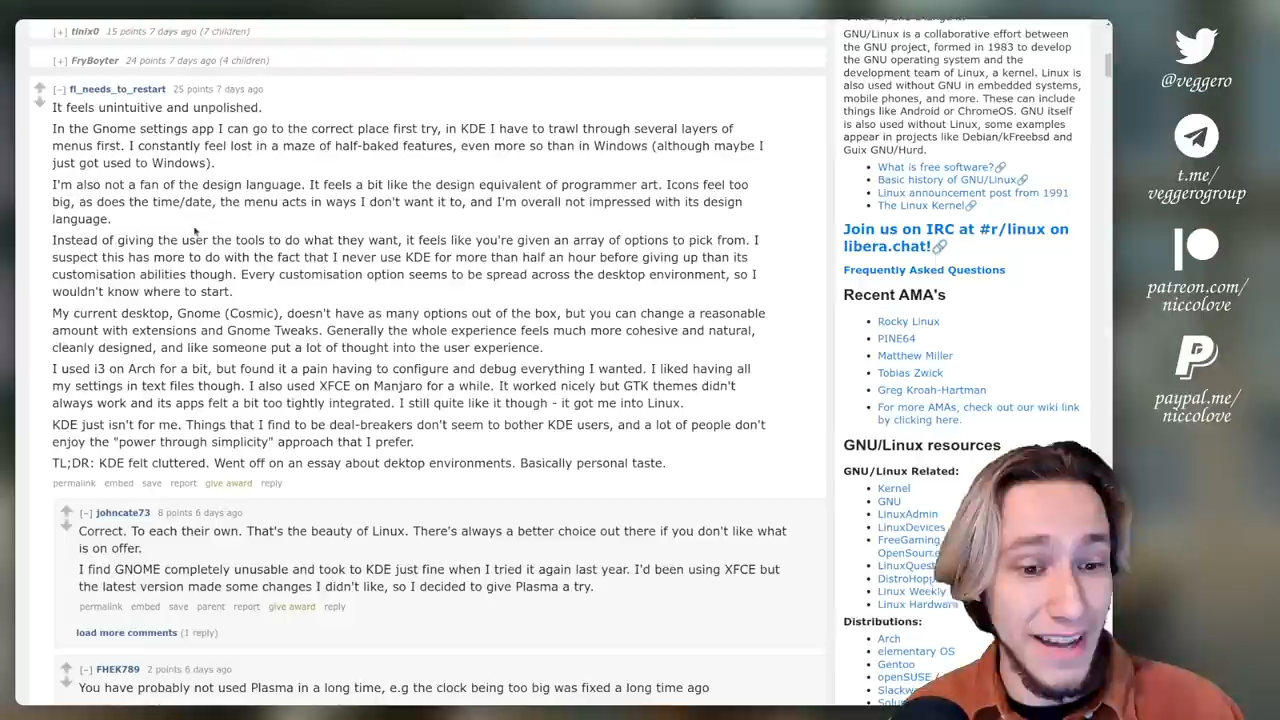 [+] tinix0 15 points 7 days ago (7 children)
[+] FryBoyter 24 points 7 days ago (4 children)
[−] fl_needs_to_restart 25 points 7 days ago
It feels unintuitive and unpolished.
In the Gnome settings app I can go to the correct place first try, in KDE I have to trawl through several layers of
menus first. I constantly feel lost in a maze of half-baked features, even more so than in Windows (although maybe I
just got used to Windows).
I'm also not a fan of the design language. It feels a bit like the design equivalent of programmer art. Icons feel too
big, as does the time/date, the menu acts in ways I don't want it to, and I'm overall not impressed with its design
language.
Instead of giving the user the tools to do what they want, it feels like you're given an array of options to pick from. I
suspect this has more to do with the fact that I never use KDE for more than half an hour before giving up than its
customisation abilities though. Every customisation option seems to be spread across the desktop environment, so I
wouldn't know where to start.
My current desktop, Gnome (Cosmic), doesn't have as many options out of the box, but you can change a reasonable
amount with extensions and Gnome Tweaks. Generally the whole experience feels much more cohesive and natural,
cleanly designed, and like someone put a lot of thought into the user experience.
I used i3 on Arch for a bit, but found it a pain having to configure and debug everything I wanted. I liked having all
my settings in text files though. I also used XFCE on Manjaro for a while. It worked nicely but GTK themes didn't
always work and its apps felt a bit to tightly integrated. I still quite like it though - it got me into Linux.
KDE just isn't for me. Things that I find to be deal-breakers don't seem to bother KDE users, and a lot of people don't
enjoy the "power through simplicity" approach that I prefer.
TL;DR: KDE felt cluttered. Went off on an essay about dektop environments. Basically personal taste.
permalink embed save report give award reply
[−] johncate73 8 points 6 days ago
Correct. To each their own. That's the beauty of Linux. There's always a better choice out there if you don't like what
is on offer.
I find GNOME completely unusable and took to KDE just fine when I tried it again last year. I'd been using XFCE but
the latest version made some changes I didn't like, so I decided to give Plasma a try.
permalink embed save parent report give award reply
load more comments (1 reply)
[−] FHEK789 2 points 6 days ago
You have probably not used Plasma in a long time, e.g the clock being too big was fixed a long time ago
GNU/Linux is a collaborative effort between
the GNU project, formed in 1983 to develop
the GNU operating system and the
development team of Linux, a kernel. Linux is
also used without GNU in embedded systems,
mobile phones, and more. These can include
things like Android or ChromeOS. GNU itself
is also used without Linux, some examples
appear in projects like Debian/kFreebsd and
Guix GNU/Hurd.
What is free software?
Basic history of GNU/Linux
Linux announcement post from 1991
The Linux Kernel
Join us on IRC at #r/linux on
libera.chat!
Frequently Asked Questions
Recent AMA's
Rocky Linux
PINE64
Matthew Miller
Tobias Zwick
Greg Kroah-Hartman
For more AMAs, check out our wiki link
by clicking here.
GNU/Linux resources
GNU/Linux Related:
Kernel
GNU
LinuxAdmin
LinuxDevices
FreeGaming
OpenSource
LinuxQues
DistroHop
Linux Weekly
Linux Hardware
Distributions:
Arch
elementary OS
Gentoo
openSUSE /
Slackw
Solus
@veggero
t.me/
veggerogroup
patreon.com/
niccolove
paypal.me/
niccolove